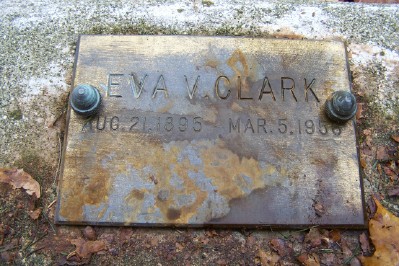 EVA V. CLARK
AUG. 21. 1895 MAR. 5.